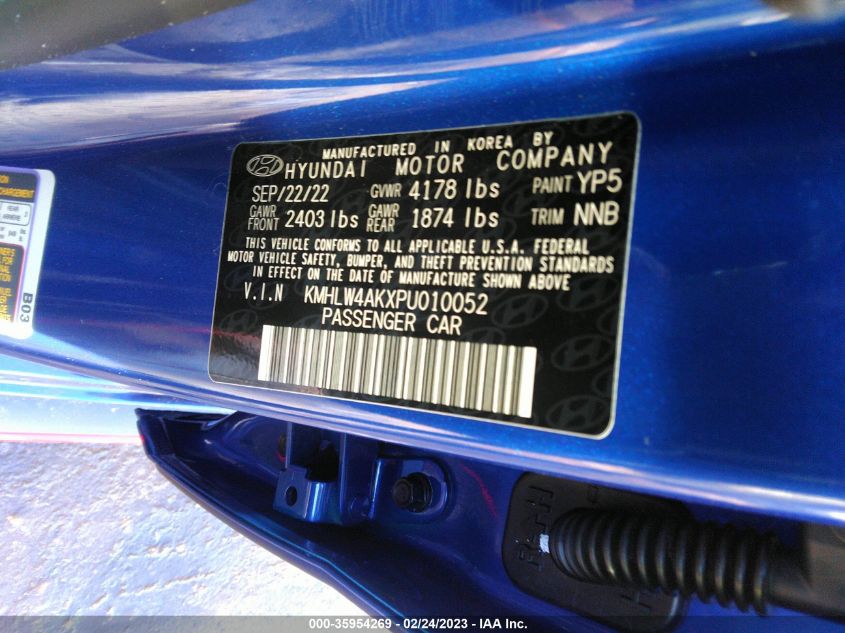 MANUFACTURED IN KOREA BY
HYUNDAI MOTOR COMPANY
SEP/22/22 GVWR 4178 lbs PAINT YP5
GAWR FRONT 2403 lbs GAWR REAR 1874 lbs TRIM NNB
THIS VEHICLE CONFORMS TO ALL APPLICABLE U.S.A. FEDERAL
MOTOR VEHICLE SAFETY, BUMPER, AND THEFT PREVENTION STANDARDS
IN EFFECT ON THE DATE OF MANUFACTURE SHOWN ABOVE
V.I.N KMHLW4AKXPU010052
PASSENGER CAR
REAR
B03
R H
000-35954269 - 02/24/2023 - IAA Inc.